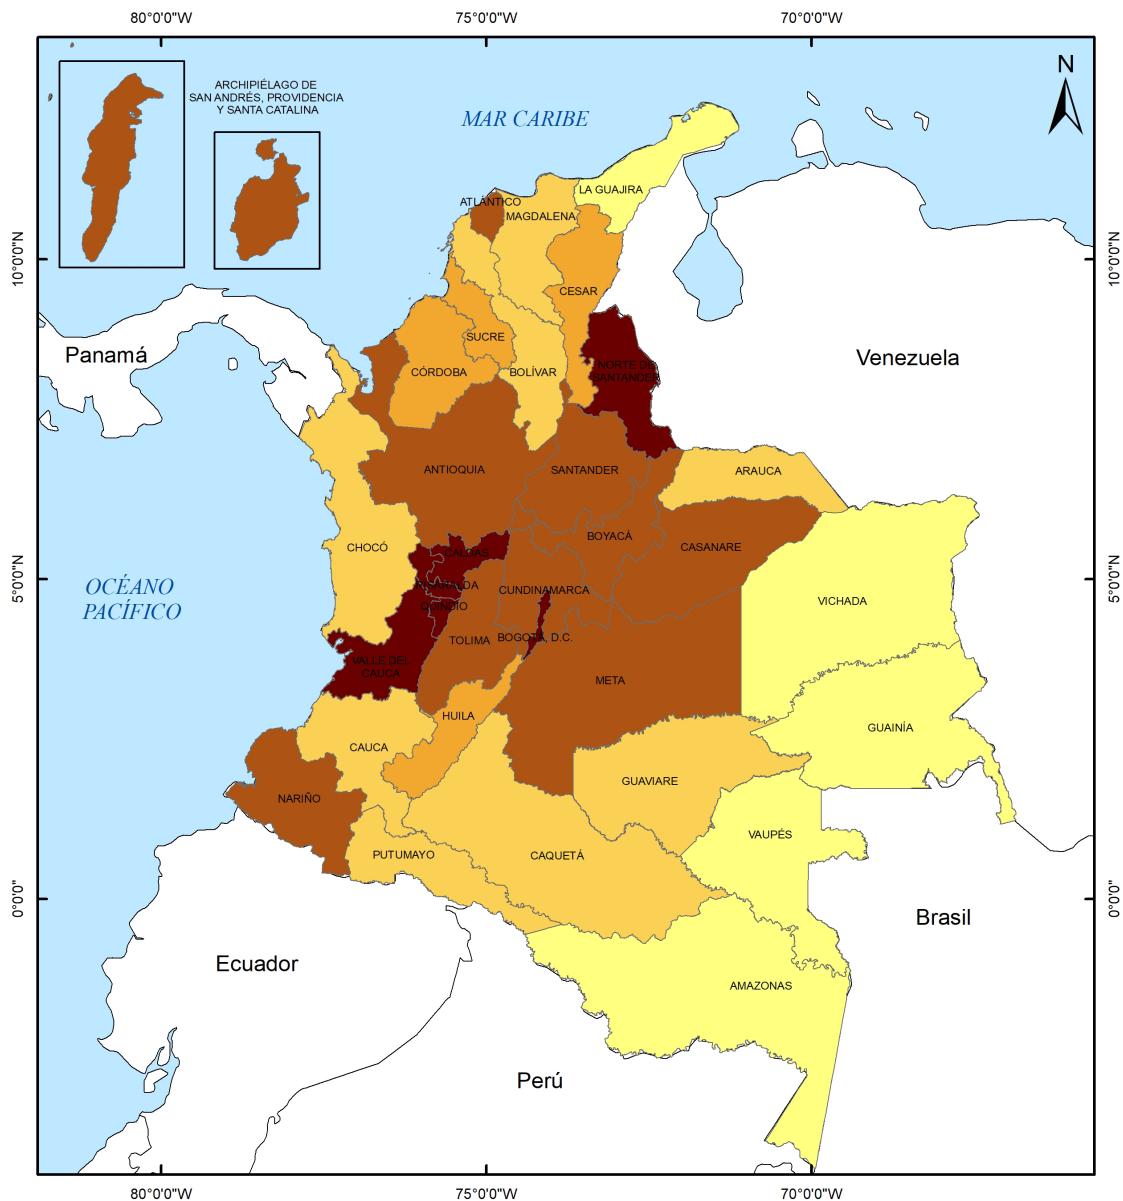 80°0'0"W
75°0'0"W
70°0'0"W
N
ARCHIPIÉLAGO DE
SAN ANDRÉS, PROVIDENCIA
Y SANTA CATALINA
MAR CARIBE
LA GUAJIRA
ATLÁNTICO
MAGDALENA
10°0'0"N
10°0'0"N
CESAR
SUCRE
Panamá
Venezuela
CÓRDOBA
BOLÍVAR
NORTE DE
SANTANDER
ANTIOQUIA
SANTANDER
ARAUCA
BOYACÁ
CHOCÓ
CASANARE
CALDAS
5°0'0"N
5°0'0"N
OCÉANO
PACÍFICO
RISARALDA
CUNDINAMARCA
VICHADA
QUINDÍO
TOLIMA
BOGOTÁ, D.C.
VALLE DEL
CAUCA
META
HUILA
GUAINÍA
CAUCA
GUAVIARE
NARIÑO
VAUPÉS
PUTUMAYO
CAQUETÁ
0°0'0"
0°0'0"N
Brasil
Ecuador
AMAZONAS
Perú
80°0'0"W
75°0'0"W
70°0'0"W